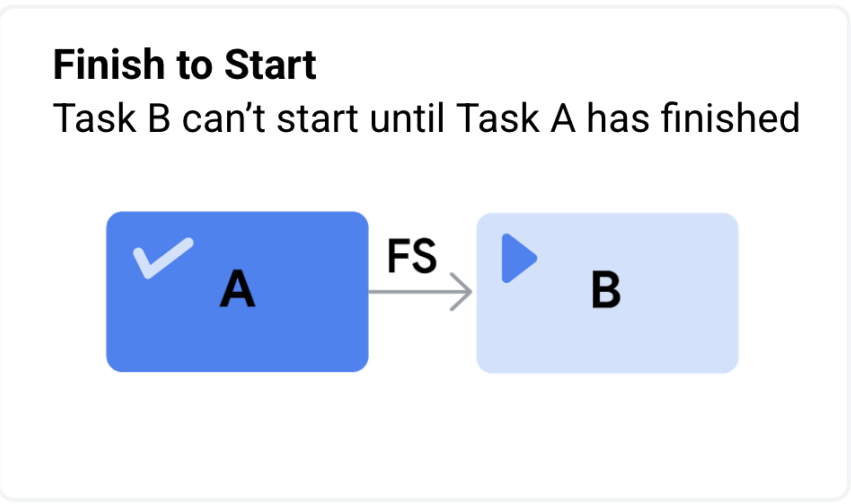 Finish to Start
Task B can’t start until Task A has finished
A
FS
B